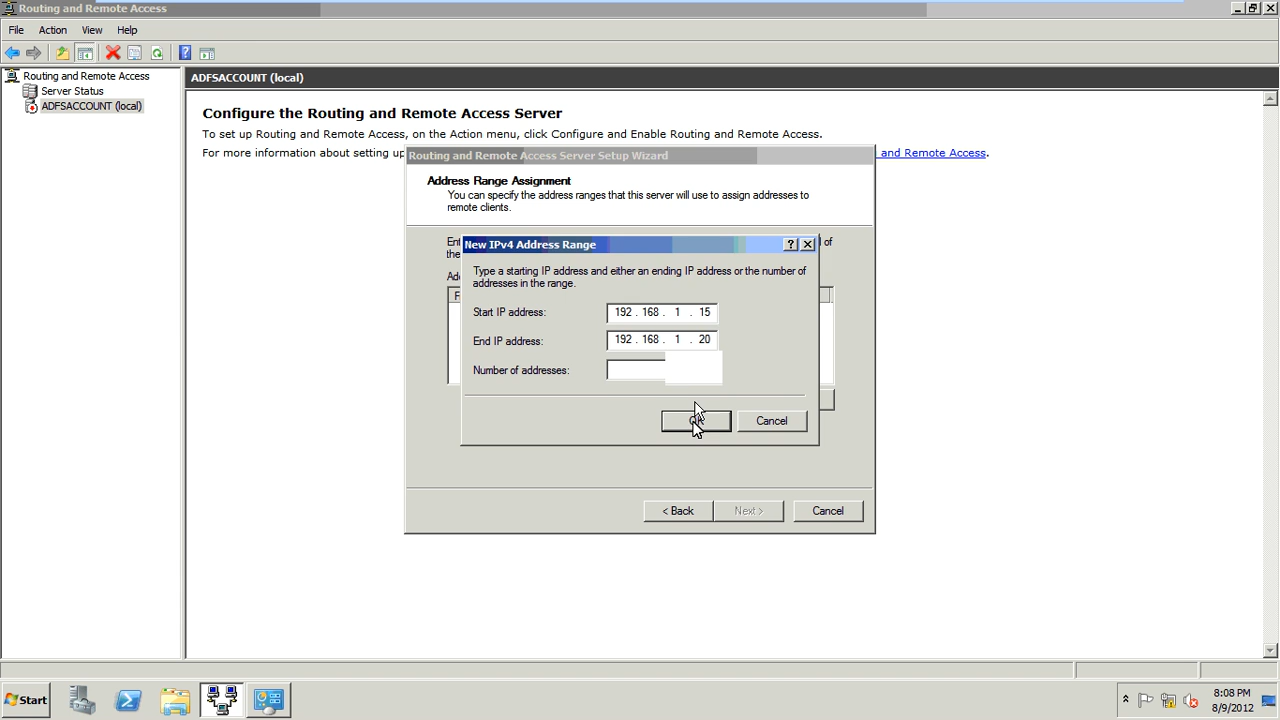 Routing and Remote Access
File Action View Help
Routing and Remote Access
Server Status
ADFSACCOUNT (local)
ADFSACCOUNT (local)
Configure the Routing and Remote Access Server
To set up Routing and Remote Access, on the Action menu, click Configure and Enable Routing and Remote Access.
For more information about setting up
and Remote Access.
Routing and Remote Access Server Setup Wizard
Address Range Assignment
You can specify the address ranges that this server will use to assign addresses to
remote clients.
of
New IPv4 Address Range
Type a starting IP address and either an ending IP address or the number of
addresses in the range.
Start IP address: 192 . 168 . 1 . 15
End IP address: 192 . 168 . 1 . 20
Number of addresses:
Cancel
< Back Next > Cancel
Start
8:08 PM
8/9/2012